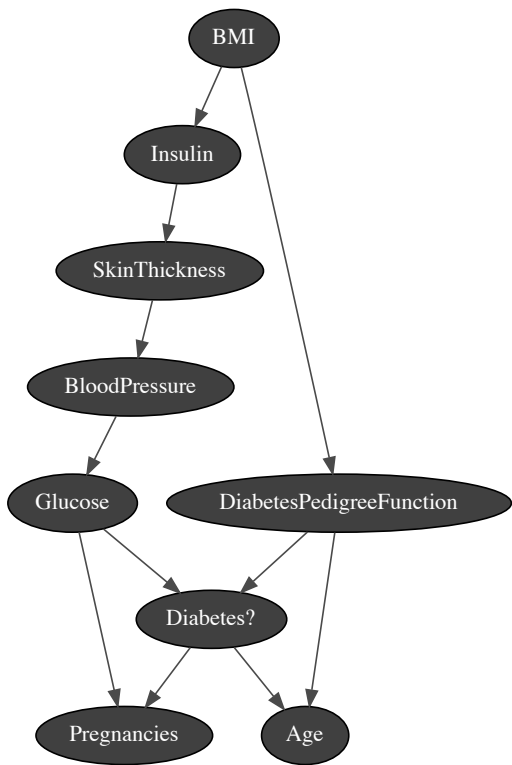 BMI
Insulin
SkinThickness
BloodPressure
Glucose
DiabetesPedigreeFunction
Diabetes?
Pregnancies
Age